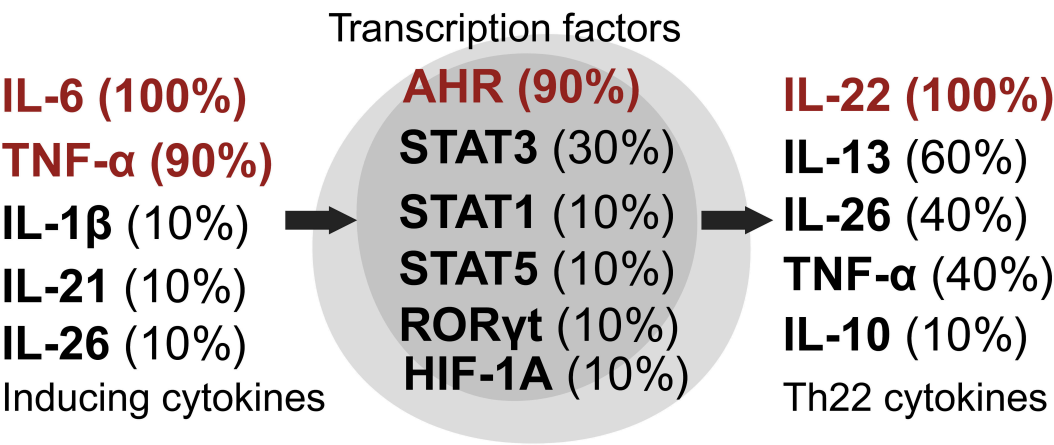 Transcription factors
IL-6 (100%)
TNF-α (90%)
IL-1β (10%)
IL-21 (10%)
IL-26 (10%)
Inducing cytokines
AHR (90%)
STAT3 (30%)
STAT1 (10%)
STAT5 (10%)
RORγt (10%)
HIF-1A (10%)
IL-22 (100%)
IL-13 (60%)
IL-26 (40%)
TNF-α (40%)
IL-10 (10%)
Th22 cytokines